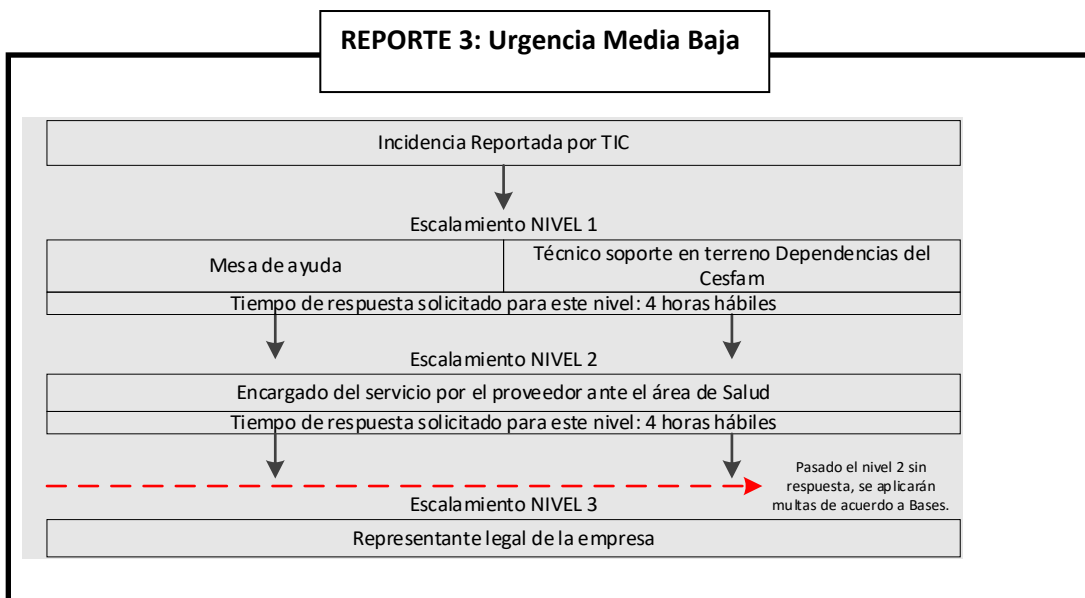 REPORTE 3: Urgencia Media Baja
Incidencia Reportada por TIC
Escalamiento NIVEL 1
Mesa de ayuda
Técnico soporte en terreno Dependencias del
Cesfam
Tiempo de respuesta solicitado para este nivel: 4 horas hábiles
Escalamiento NIVEL 2
Encargado del servicio por el proveedor ante el área de Salud
Tiempo de respuesta solicitado para este nivel: 4 horas hábiles
Pasado el nivel 2 sin
respuesta, se aplicarán
multas de acuerdo a Bases.
Escalamiento NIVEL 3
Representante legal de la empresa